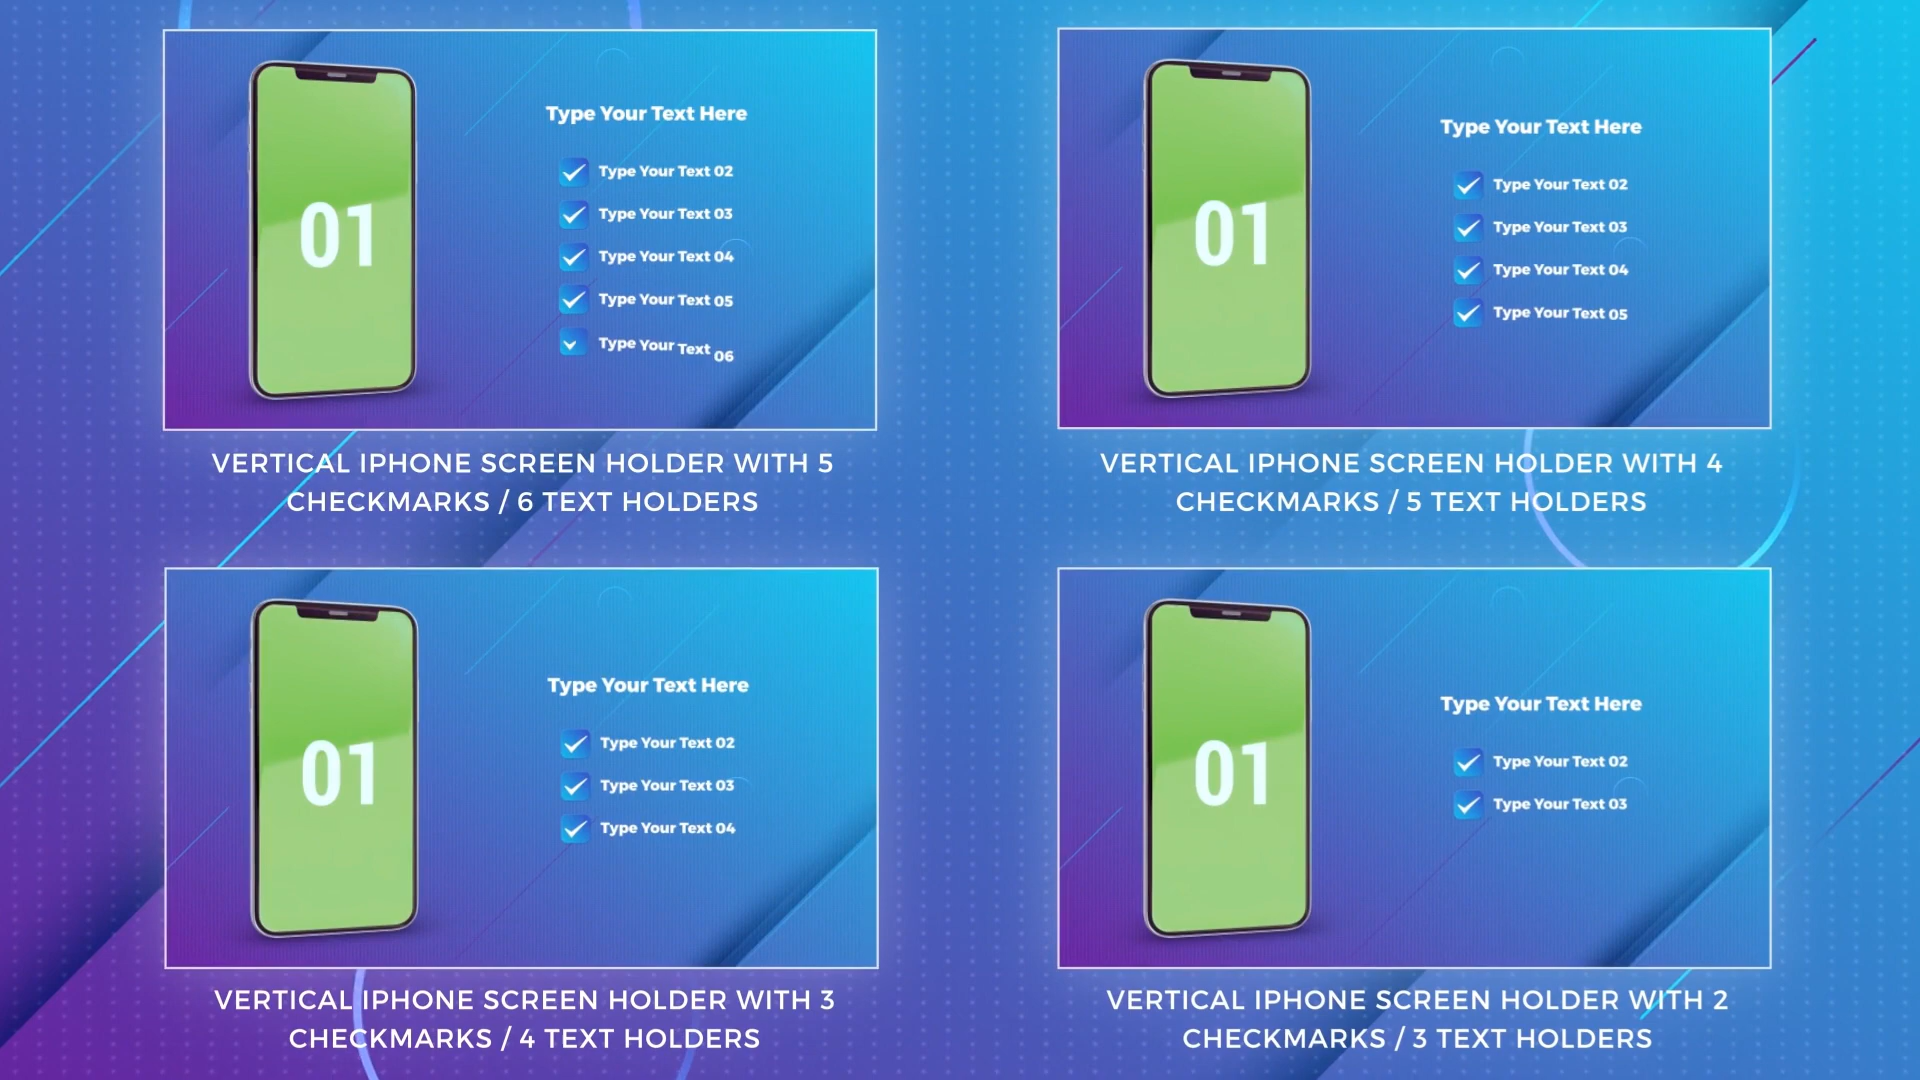 01
Type Your Text Here
Type Your Text 02
Type Your Text 03
Type Your Text 04
Type Your Text 05
Type Your Text 06
VERTICAL IPHONE SCREEN HOLDER WITH 5
CHECKMARKS / 6 TEXT HOLDERS
01
Type Your Text Here
Type Your Text 02
Type Your Text 03
Type Your Text 04
Type Your Text 05
VERTICAL IPHONE SCREEN HOLDER WITH 4
CHECKMARKS / 5 TEXT HOLDERS
01
Type Your Text Here
Type Your Text 02
Type Your Text 03
Type Your Text 04
VERTICAL IPHONE SCREEN HOLDER WITH 3
CHECKMARKS / 4 TEXT HOLDERS
01
Type Your Text Here
Type Your Text 02
Type Your Text 03
VERTICAL IPHONE SCREEN HOLDER WITH 2
CHECKMARKS / 3 TEXT HOLDERS